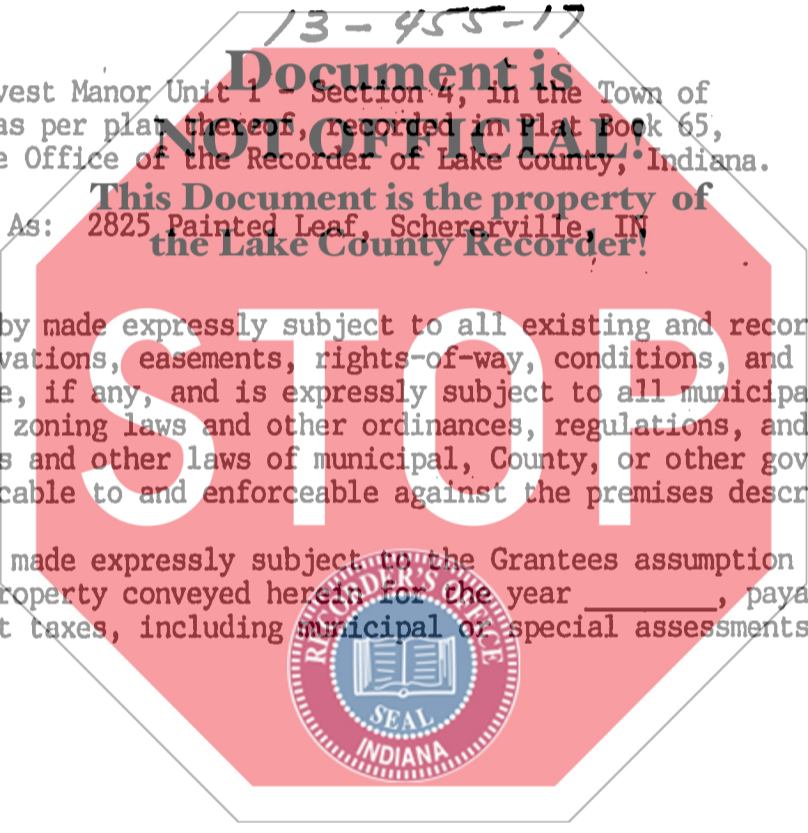 13-455-17
Document is
vest Manor Unit 1 - Section 4, in the Town of
as per plat thereof, recorded in Plat Book 65,
NOT OFFICIAL!
e Office of the Recorder of Lake County, Indiana.
This Document is the property of
As: 2825 Painted Leaf, Schererville, IN
the Lake County Recorder!
by made expressly subject to all existing and recor
vations, easements, rights-of-way, conditions, and
e, if any, and is expressly subject to all municipa
zoning laws and other ordinances, regulations, and
s and other laws of municipal, County, or other gov
cable to and enforceable against the premises descr
STOP
made expressly subject to the Grantees assumption
roperty conveyed herein for the year ________, paya
t taxes, including municipal or special assessments
RECORDER'S OFFICE
SEAL
INDIANA